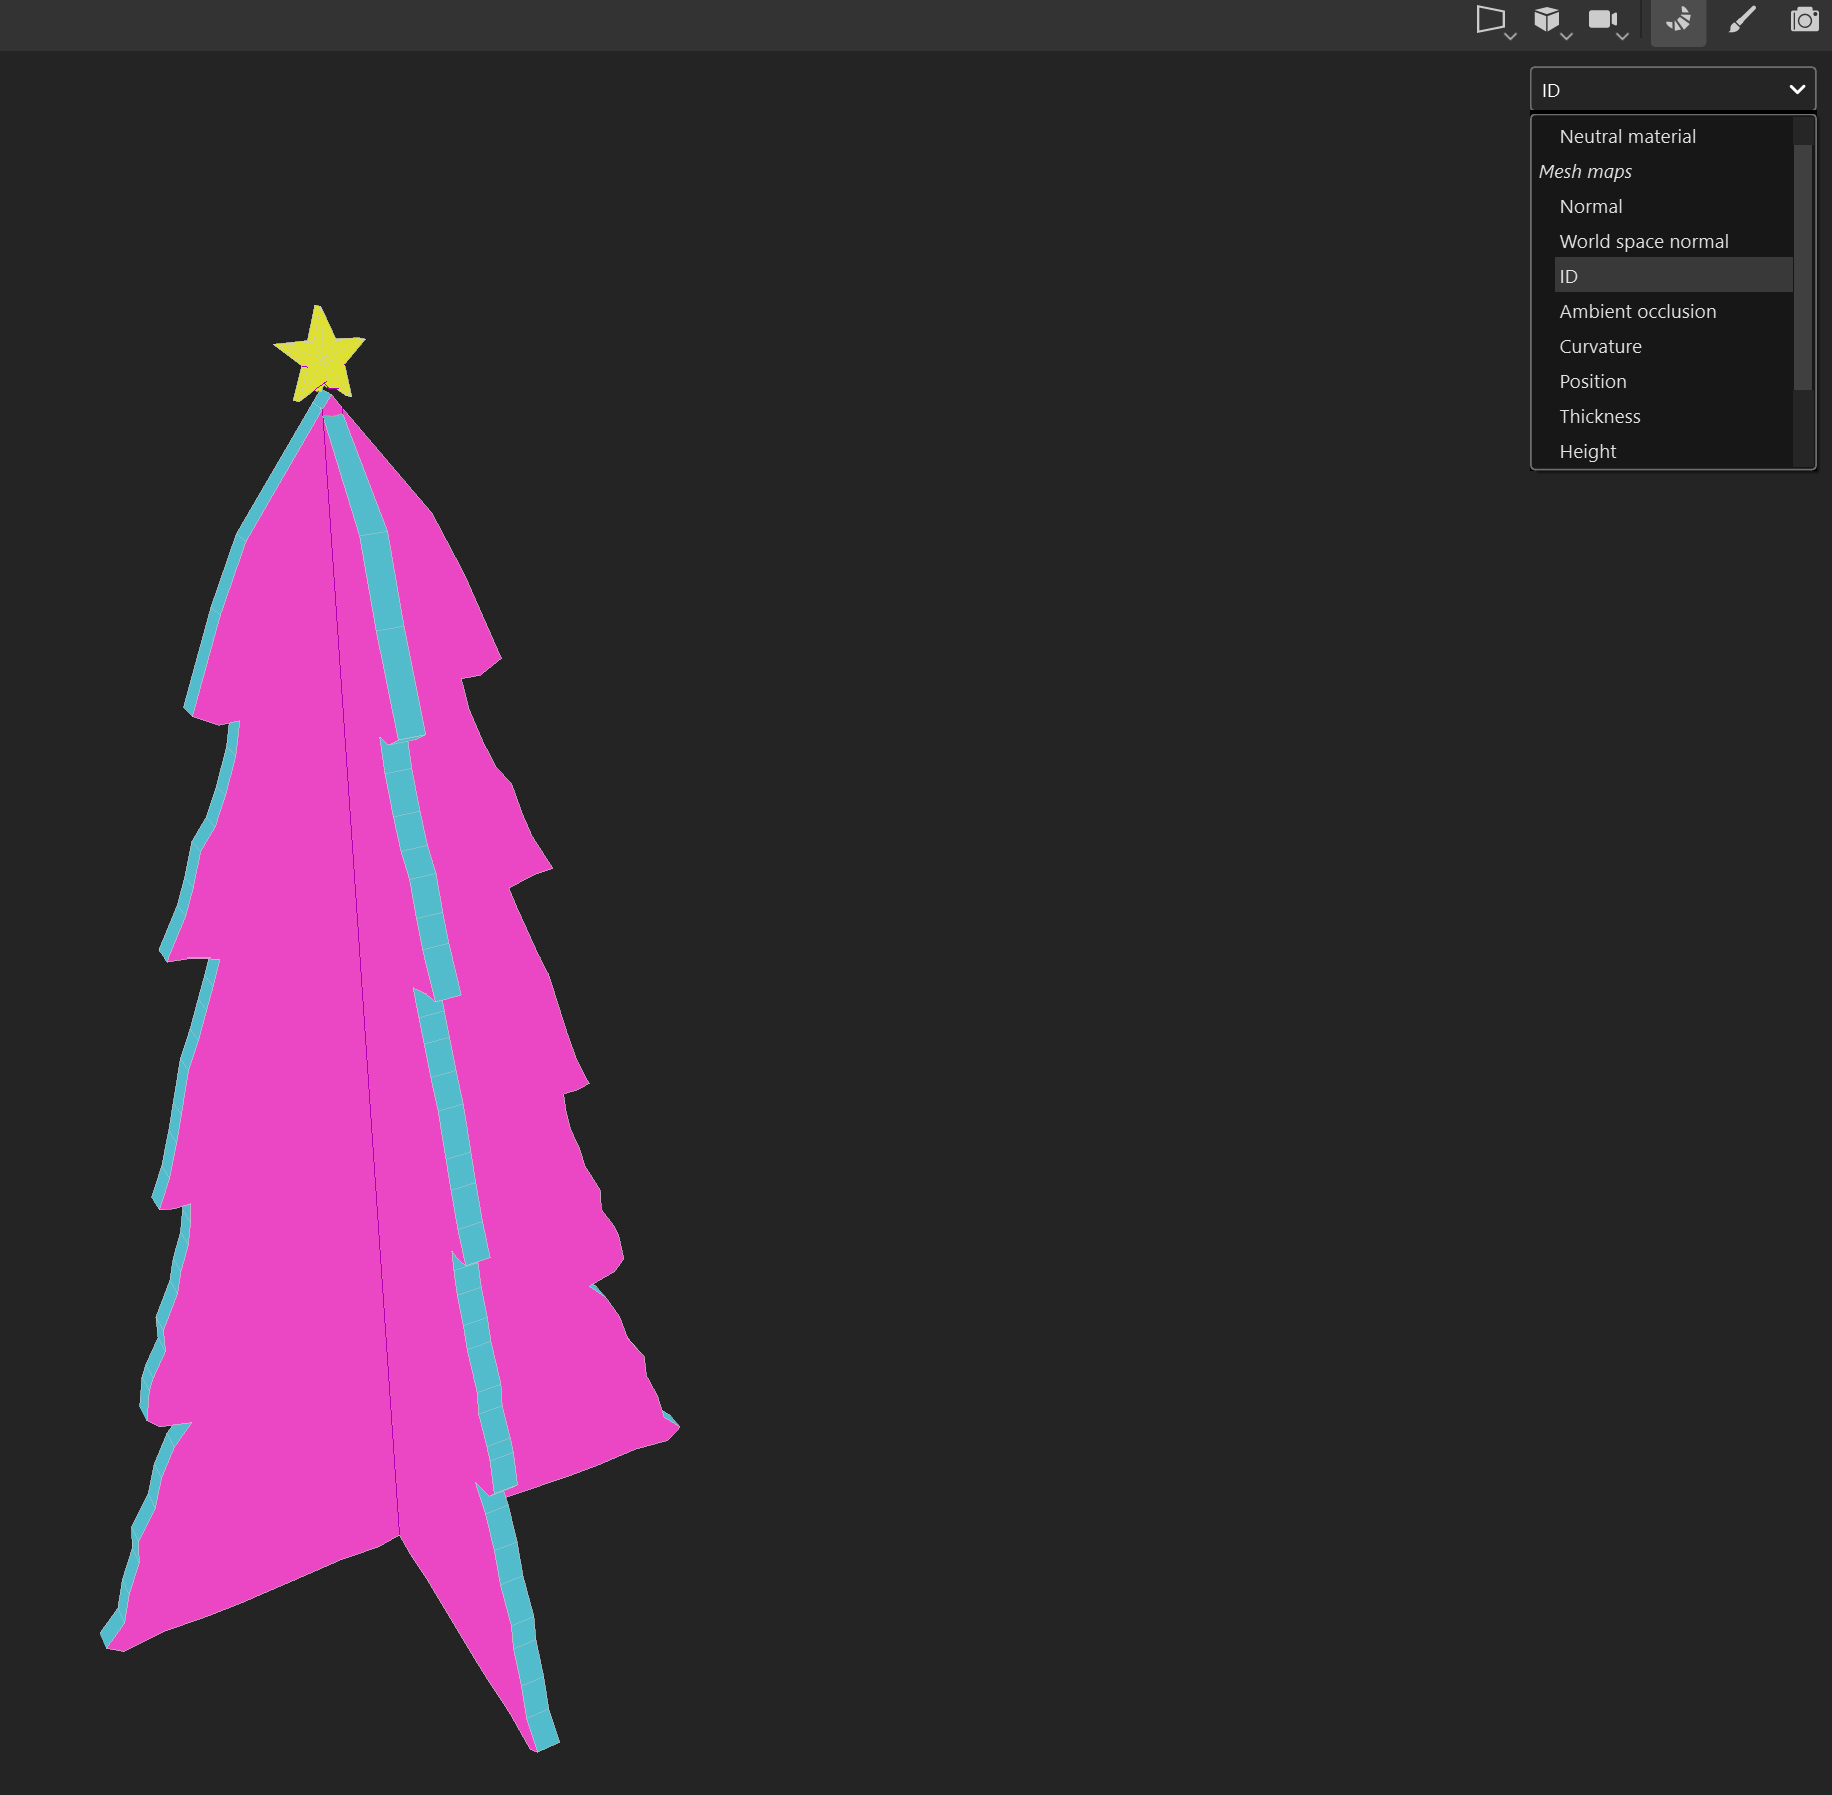 ID
Neutral material
Mesh maps
Normal
World space normal
ID
Ambient occlusion
Curvature
Position
Thickness
Height